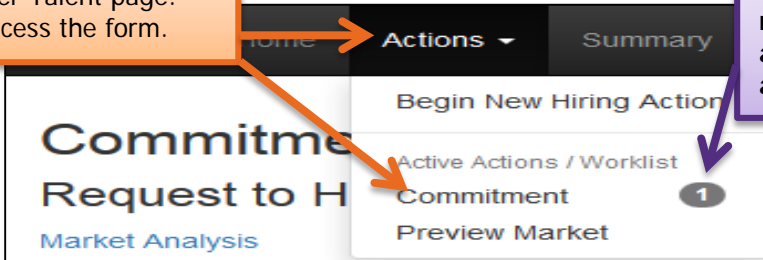 er Talent page.
cess the form.
Home Actions Summary
Begin New Hiring Action
Active Actions / Worklist
Commitment 1
Preview Market
Commitme
Request to H
Market Analysis